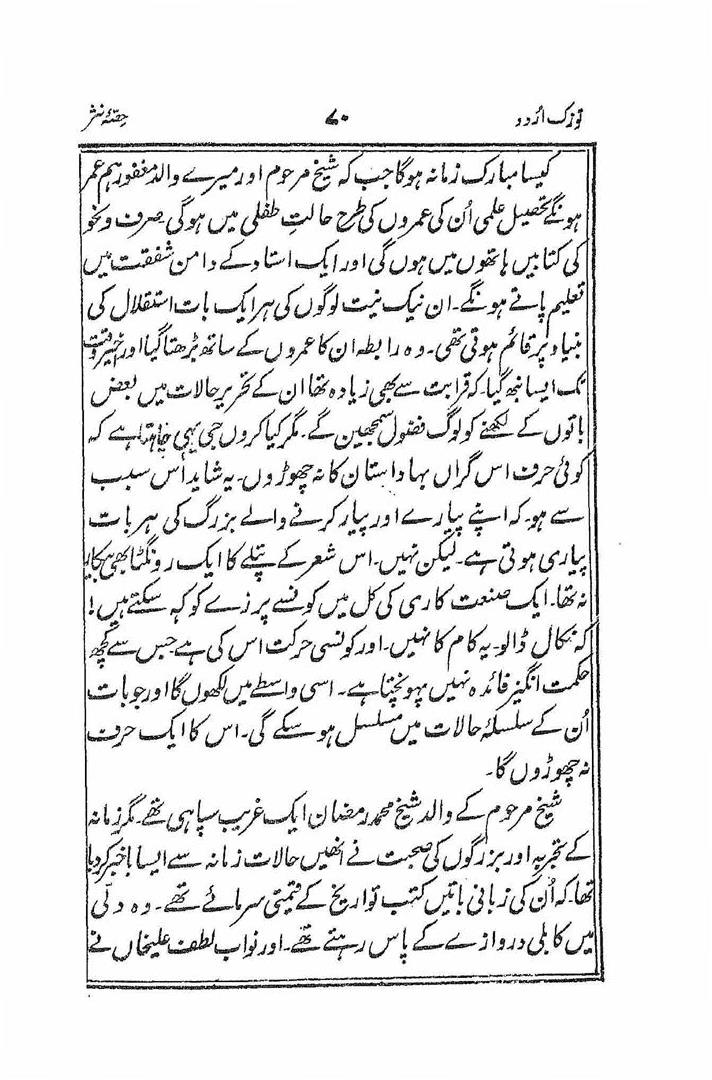 توزک اردو ۷۰ حصّۂ نثر
کیسا مبارک زمانہ ہوگا جب کہ شیخ مرحوم اور میرے والد مغفور ہم عمر
ہونگے تحصیل علمی اُن کی عمروں کی طرح حالتِ طفلی میں ہوگی صرف و نحو
کی کتابیں ہاتھوں میں ہوں گی اور ایک استاد کے دامن شفقت میں
تعلیم پاتے ہونگے۔ ان نیک نیت لوگوں کی ہر ایک بات استقلال کی
بنیاد پر قائم ہوتی تھی۔ وہ رابطہ ان کا عمروں کے ساتھ بڑھتا گیا اور اخیر وقت
تک ایسا نبھ گیا۔ کہ قرابت سے بھی زیادہ تھا ان کے تحریر حالات میں بعض
باتوں کے لکھنے کو لوگ فضول سمجھیں گے۔ مگر کیا کروں جی یہی چاہتا ہے کہ
کوئی حرف اس گراں بہا داستان کا نہ چھوڑوں۔ یہ شاید اُس سبب
سے ہو۔ کہ اپنے پیارے اور پیار کرنے والے بزرگ کی ہر بات
پیاری ہوتی ہے۔ لیکن نہیں۔ اس شعر کے پتلے کا ایک رونگٹا بھی بیکار
نہ تھا۔ ایک صنعت کاری کی کل میں کونسے پرزے کو کہہ سکتے ہیں!
کہ نکال ڈالو۔ یہ کام کا نہیں۔ اور کونسی حرکت اس کی ہے جس سے کچھ
حکمت انگیز فائدہ نہیں پہونچتا ہے۔ اسی واسطے میں لکھوں گا اور جو بات
اُن کے سلسلۂ حالات میں مسلسل ہو سکے گی۔ اس کا ایک حرف
نہ چھوڑوں گا۔
شیخ مرحوم کے والد شیخ محمد رمضان ایک غریب سپاہی تھے۔ مگر زمانہ
کے تجربہ اور بزرگوں کی صحبت نے انھیں حالات زمانہ سے ایسا باخبر کردیا
تھا۔ کہ اُن کی زبانی باتیں کتب تواریخ کے قیمتی سرمائے تھے۔ وہ دلّی
میں کابلی دروازے کے پاس رہتے تھے۔ اور نواب لطف علیخاں نے